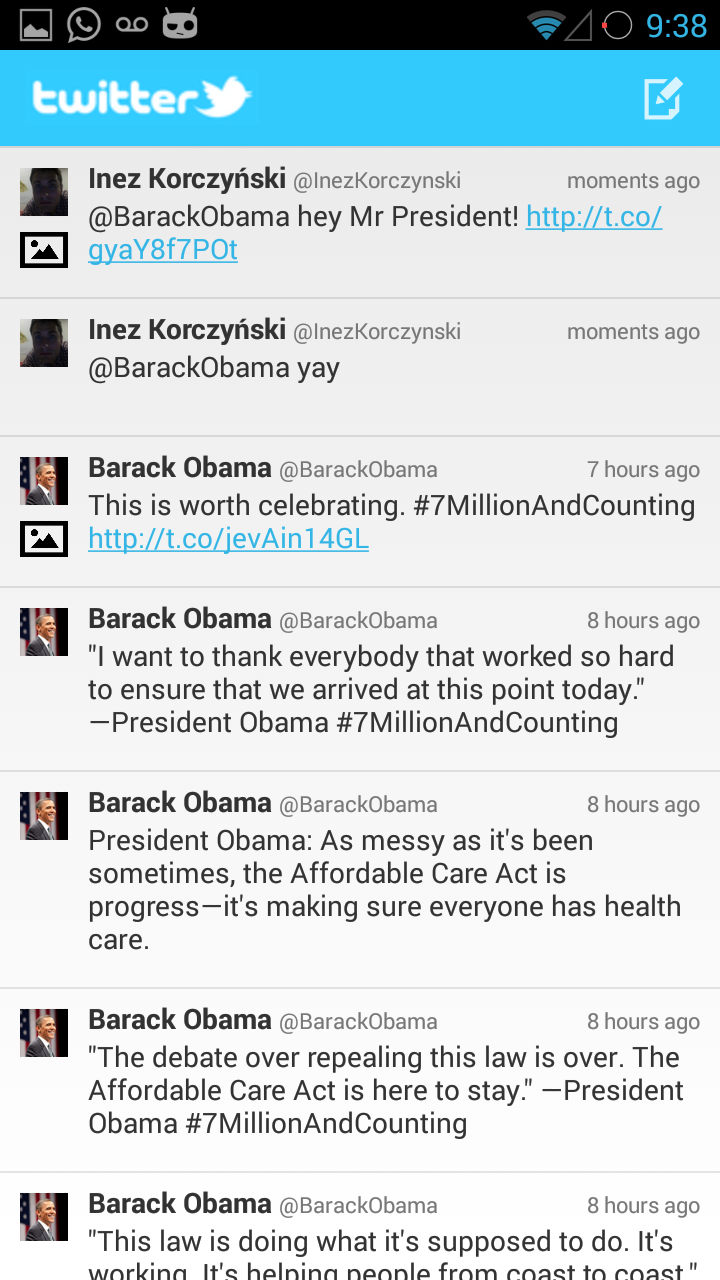 9:38
twitter
Inez Korczyński @InezKorczynski moments ago
@BarackObama hey Mr President! http://t.co/
gyaY8f7POt
Inez Korczyński @InezKorczynski moments ago
@BarackObama yay
Barack Obama @BarackObama 7 hours ago
This is worth celebrating. #7MillionAndCounting
http://t.co/jevAin14GL
Barack Obama @BarackObama 8 hours ago
"I want to thank everybody that worked so hard
to ensure that we arrived at this point today."
—President Obama #7MillionAndCounting
Barack Obama @BarackObama 8 hours ago
President Obama: As messy as it's been
sometimes, the Affordable Care Act is
progress—it's making sure everyone has health
care.
Barack Obama @BarackObama 8 hours ago
"The debate over repealing this law is over. The
Affordable Care Act is here to stay." —President
Obama #7MillionAndCounting
Barack Obama @BarackObama 8 hours ago
"This law is doing what it's supposed to do. It's
working. It's helping people from coast to coast."